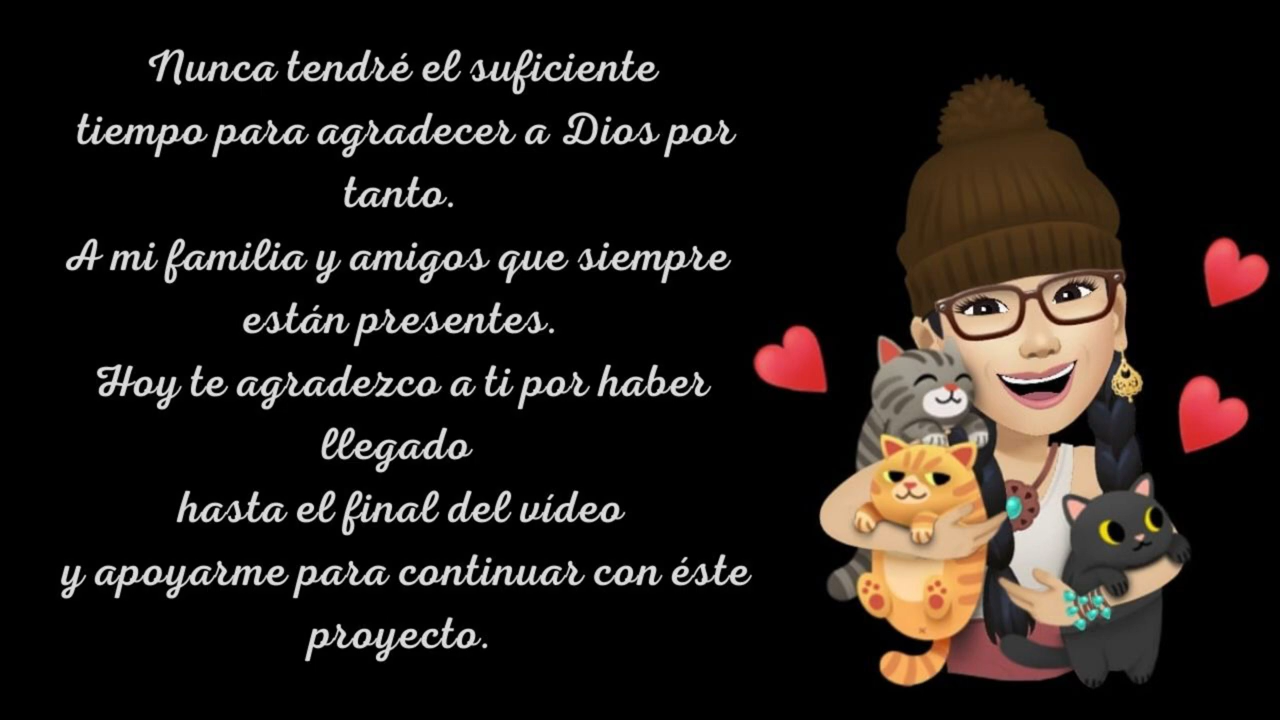 Nunca tendré el suficiente
tiempo para agradecer a Dios por
tanto.
A mi familia y amigos que siempre
están presentes.
Hoy te agradezco a ti por haber
llegado
hasta el final del vídeo
y apoyarme para continuar con éste
proyecto.